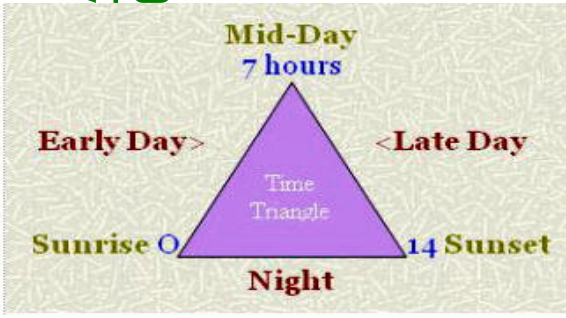 Mid-Day
7 hours
Early Day> <Late Day
Time
Triangle
Sunrise O 14 Sunset
Night